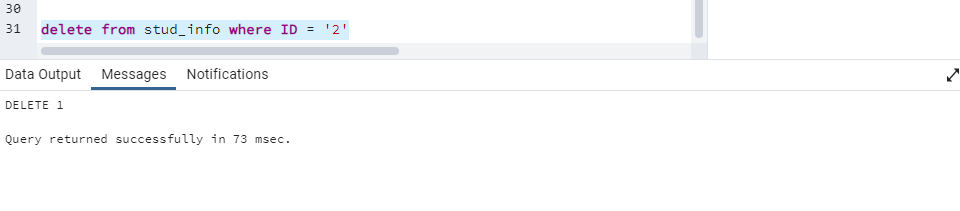 30
31 delete from stud_info where ID = '2'
Data Output Messages Notifications
DELETE 1
Query returned successfully in 73 msec.